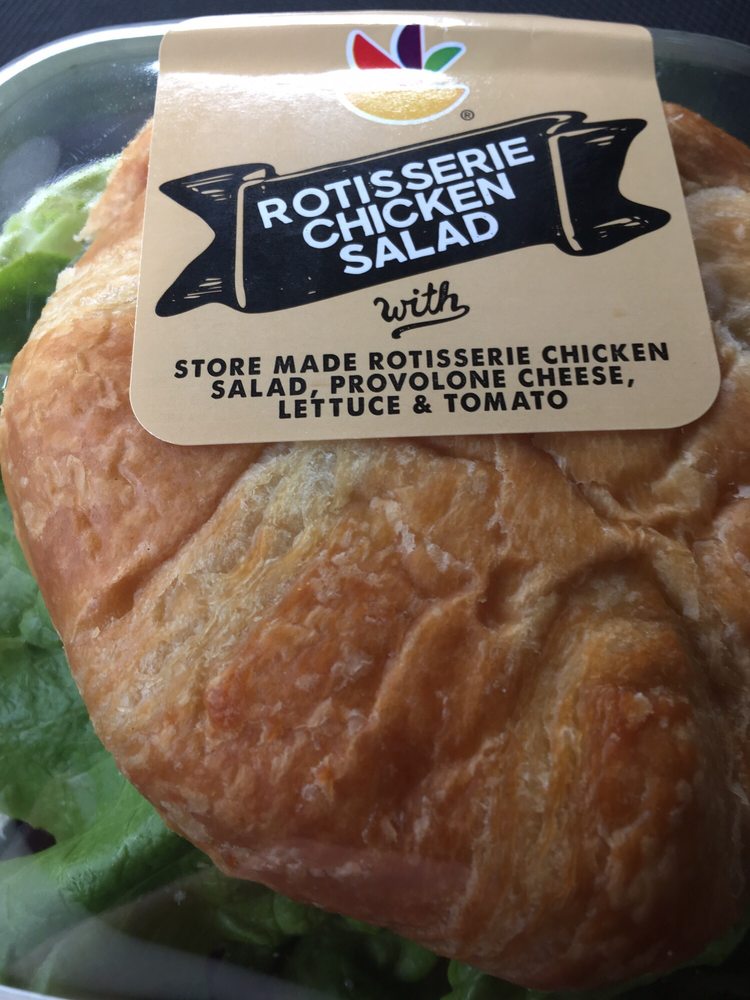 ®
ROTISSERIE
CHICKEN
SALAD
with
STORE MADE ROTISSERIE CHICKEN
SALAD, PROVOLONE CHEESE,
LETTUCE & TOMATO